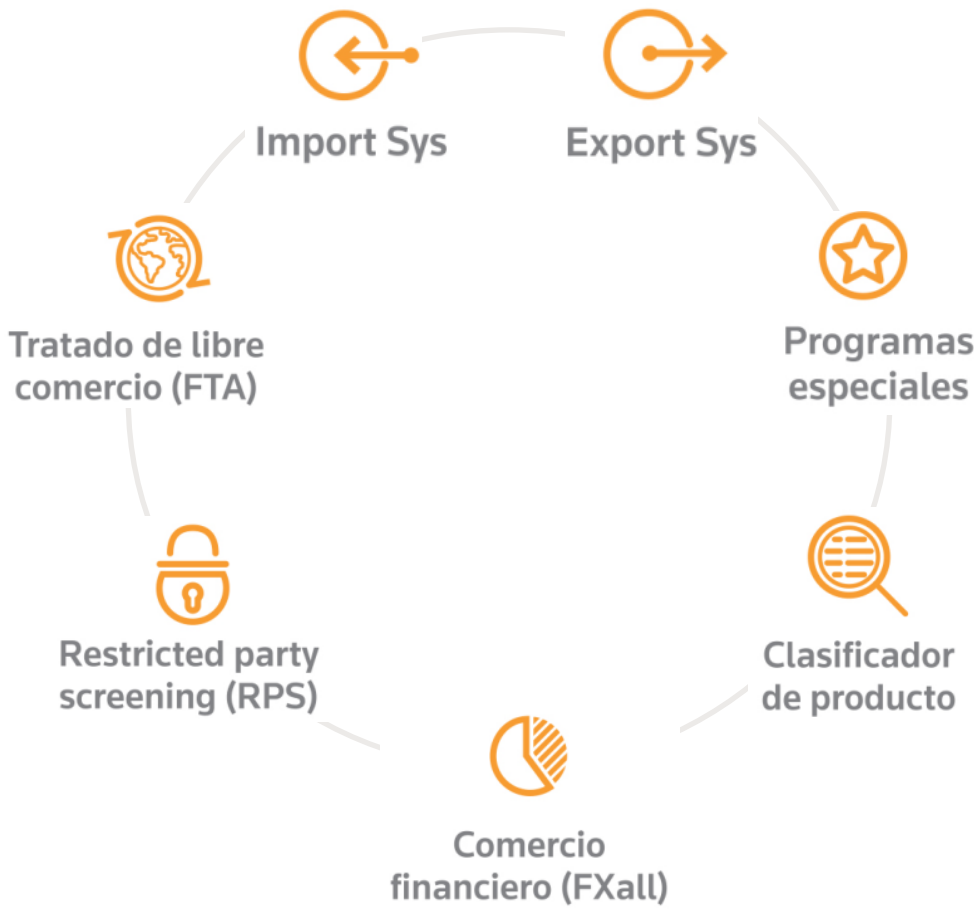 Import Sys
Export Sys
Tratado de libre
comercio (FTA)
Programas
especiales
Restricted party
screening (RPS)
Clasificador
de producto
Comercio
financiero (FXall)